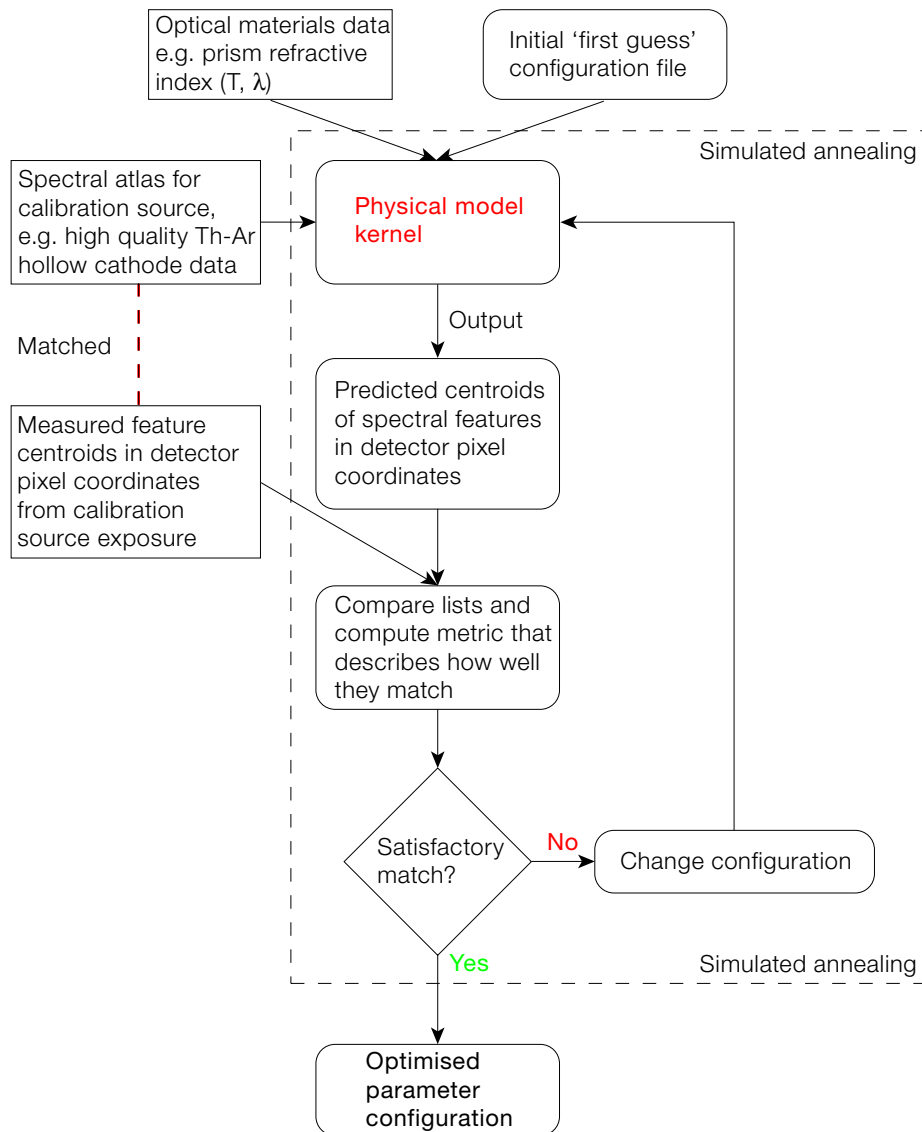 Optical materials data
e.g. prism refractive
index (T, λ)
Initial ‘first guess’
configuration file
Simulated annealing
Spectral atlas for
calibration source,
e.g. high quality Th-Ar
hollow cathode data
Physical model
kernel
Output
Matched
Predicted centroids
of spectral features
in detector pixel
coordinates
Measured feature
centroids in detector
pixel coordinates
from calibration
source exposure
Compare lists and
compute metric that
describes how well
they match
Satisfactory
match?
No
Change configuration
Yes
Simulated annealing
Optimised
parameter
configuration